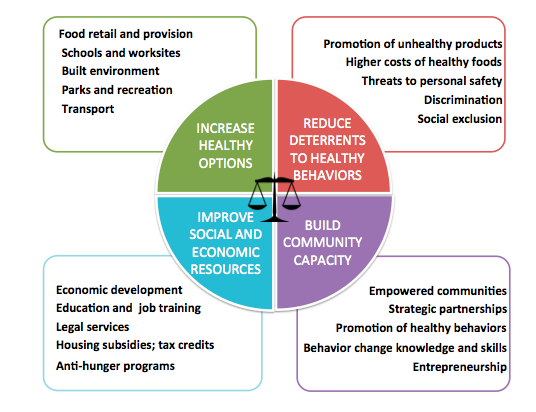 Food retail and provision
Schools and worksites
Built environment
Parks and recreation
Transport
Promotion of unhealthy products
Higher costs of healthy foods
Threats to personal safety
Discrimination
Social exclusion
INCREASE
HEALTHY
OPTIONS
REDUCE
DETERRENTS
TO HEALTHY
BEHAVIORS
IMPROVE
SOCIAL AND
ECONOMIC
RESOURCES
BUILD
COMMUNITY
CAPACITY
Economic development
Education and job training
Legal services
Housing subsidies; tax credits
Anti-hunger programs
Empowered communities
Strategic partnerships
Promotion of healthy behaviors
Behavior change knowledge and skills
Entrepreneurship